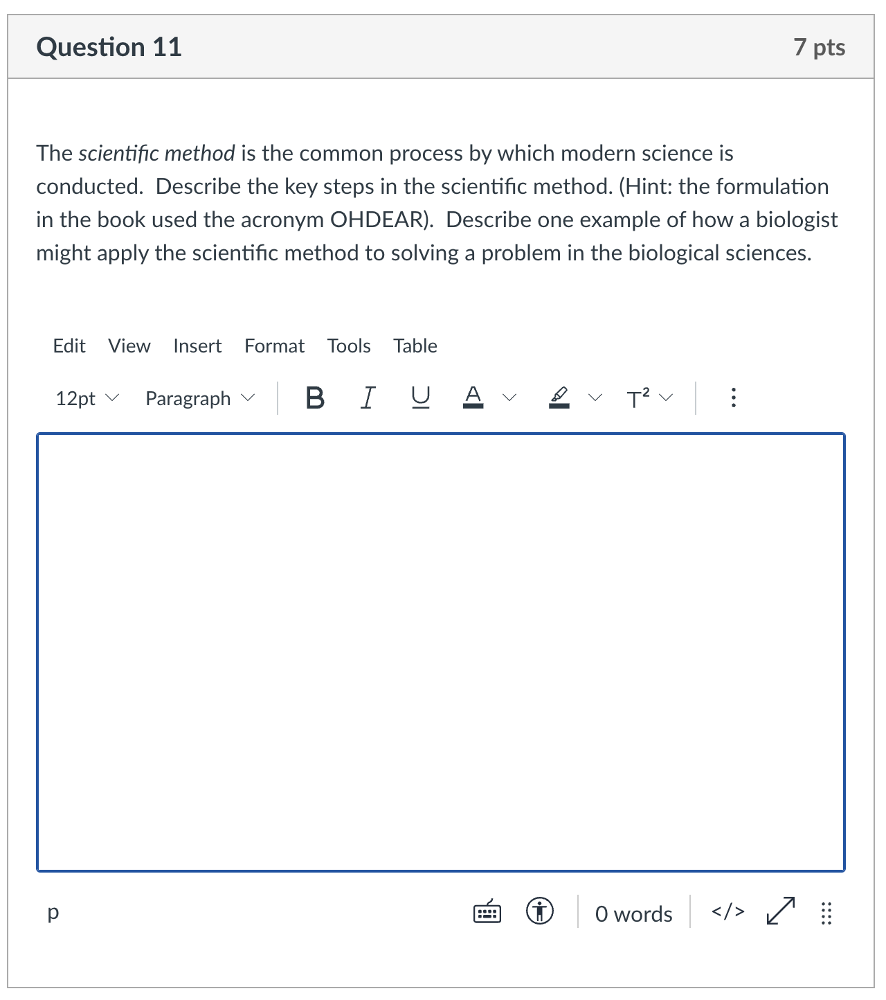 Question 11
7 pts
The scientific method is the common process by which modern science is
conducted.  Describe the key steps in the scientific method. (Hint: the formulation
in the book used the acronym OHDEAR).  Describe one example of how a biologist
might apply the scientific method to solving a problem in the biological sciences.
Edit View Insert Format Tools Table
12pt Paragraph B I U A T²
p 0 words </>